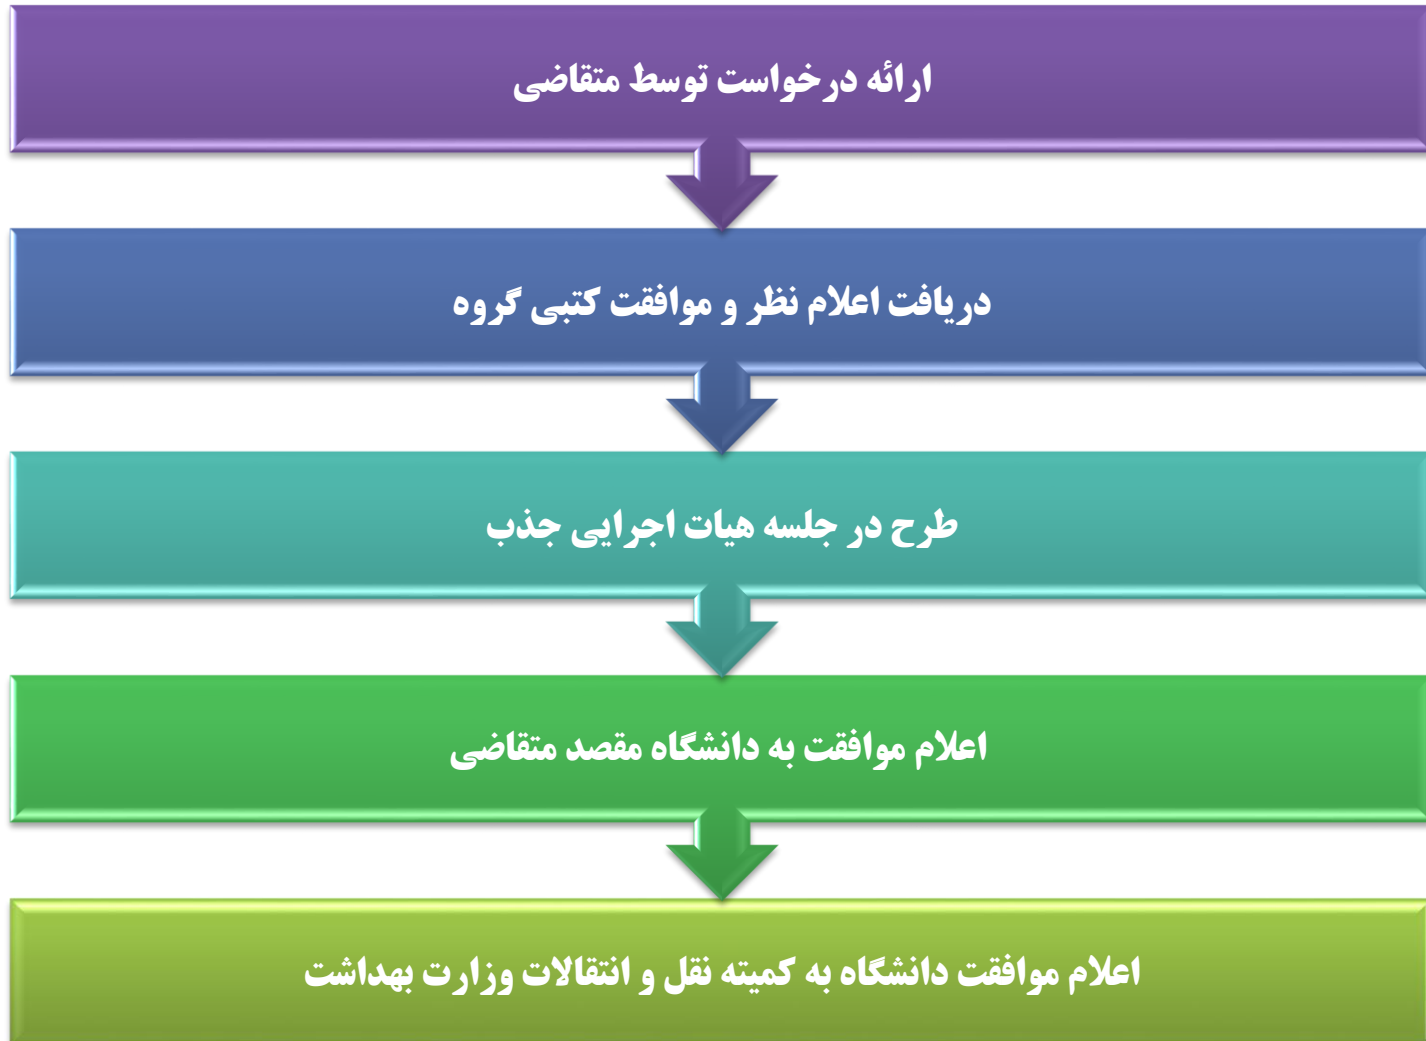 ارائه درخواست توسط متقاضی
دریافت اعلام نظر و موافقت کتبی گروه
طرح در جلسه هیات اجرایی جذب
اعلام موافقت به دانشگاه مقصد متقاضی
اعلام موافقت دانشگاه به کمیته نقل و انتقالات وزارت بهداشت